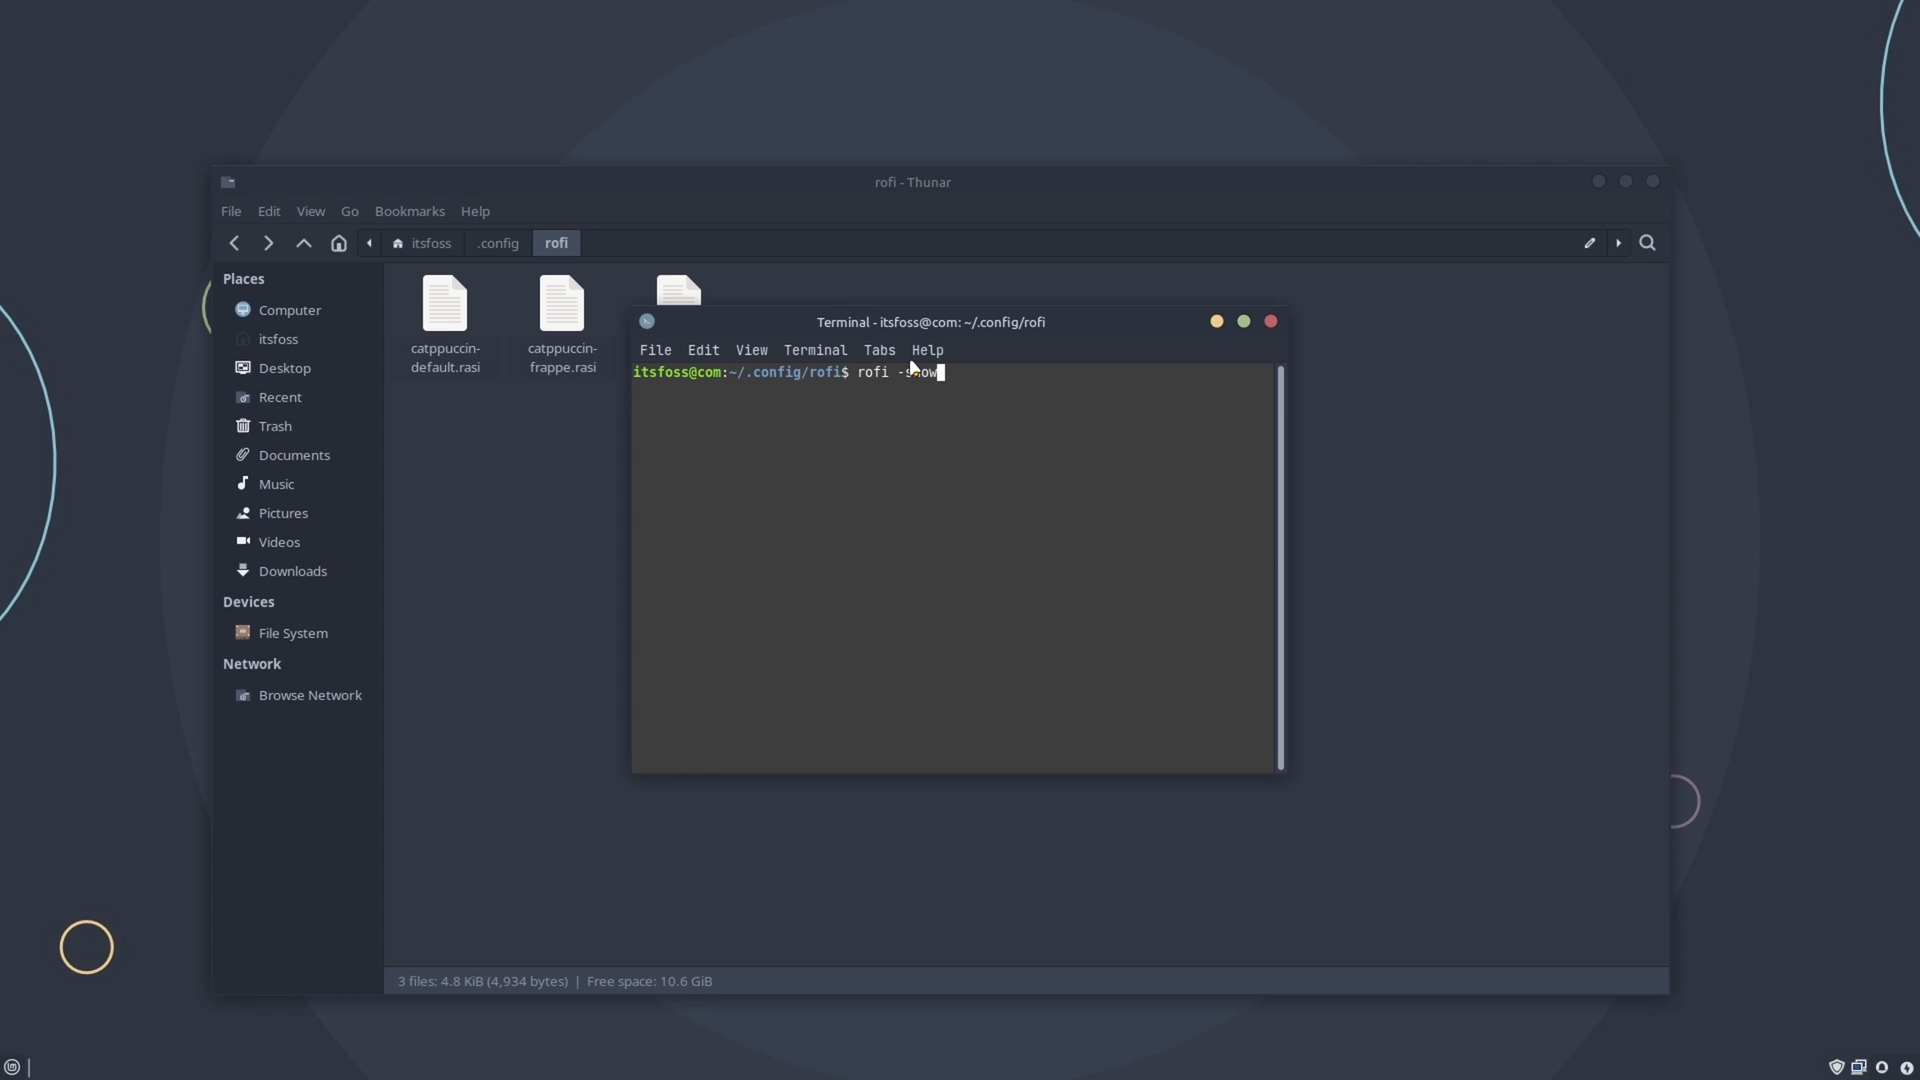 rofi - Thunar
File Edit View Go Bookmarks Help
itsfoss .config rofi
Places
Computer
itsfoss
Desktop
Recent
Trash
Documents
Music
Pictures
Videos
Downloads
Devices
File System
Network
Browse Network
catppuccin-
default.rasi
catppuccin-
frappe.rasi
Terminal - itsfoss@com: ~/.config/rofi
File Edit View Terminal Tabs Help
itsfoss@com:~/.config/rofi$ rofi -show
3 files: 4.8 KiB (4,934 bytes) | Free space: 10.6 GiB